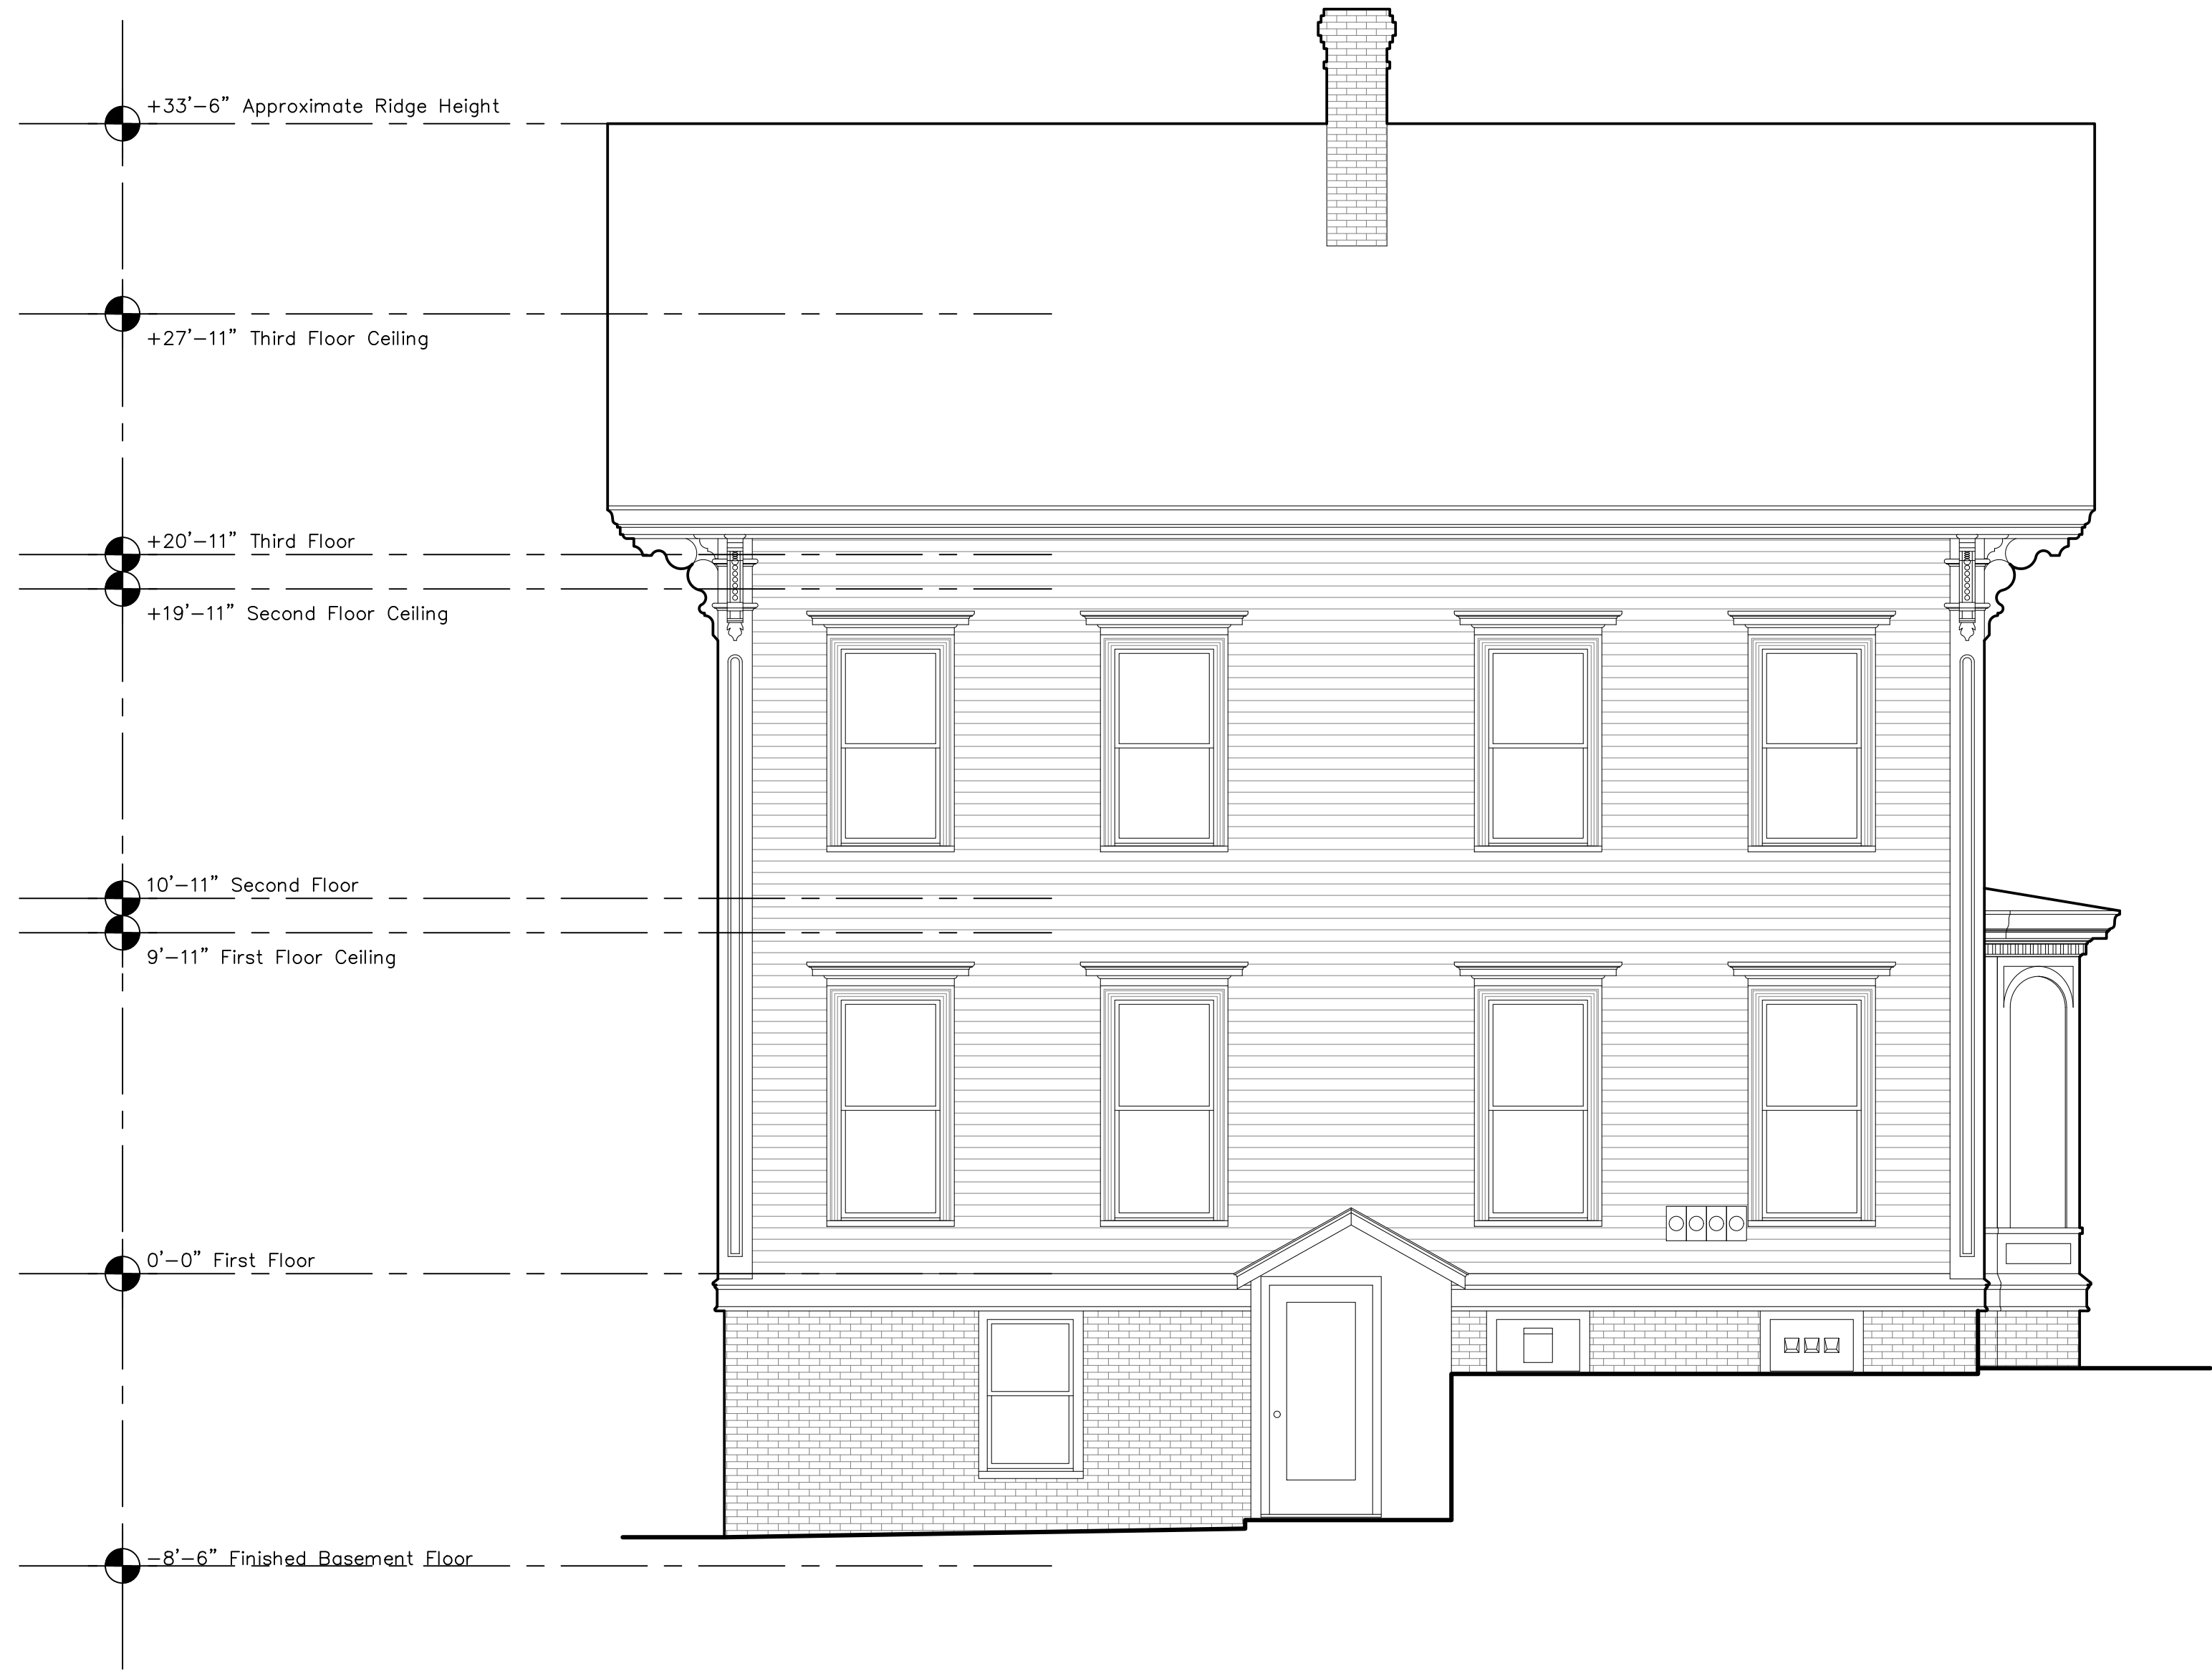 +33’–6” Approximate Ridge Height
+27’–11” Third Floor Ceiling
+20’–11” Third Floor
+19’–11” Second Floor Ceiling
10’–11” Second Floor
9’–11” First Floor Ceiling
0’–0” First Floor
–8’–6” Finished Basement Floor